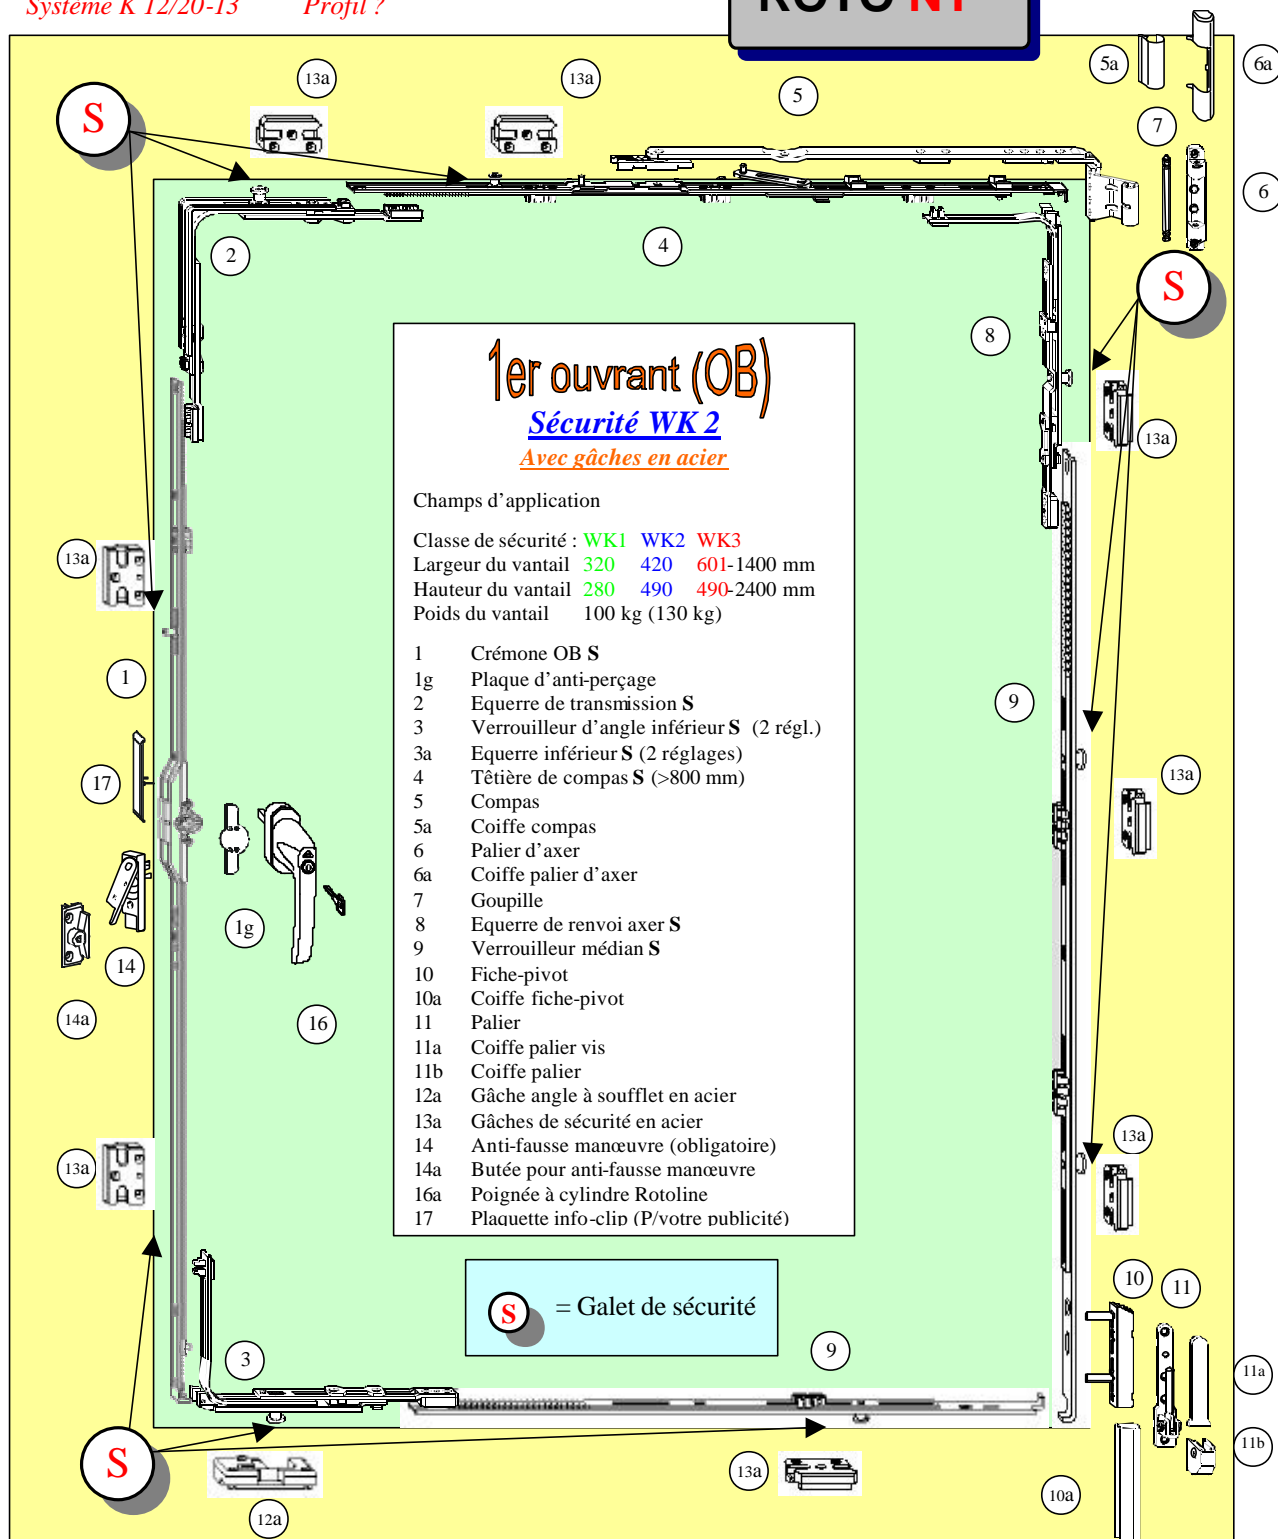 Système K 12/20-13 Profil ?
ROTO NT
13a
13a
5
5a
6a
S
7
6
2
4
S
8
1er ouvrant (OB)
Sécurité WK 2
Avec gâches en acier
13a
Champs d’application
Classe de sécurité : WK1 WK2 WK3
Largeur du vantail 320 420 601-1400 mm
Hauteur du vantail 280 490 490-2400 mm
Poids du vantail 100 kg (130 kg)
13a
1 Crémone OB S
1g Plaque d’anti-perçage
2 Equerre de transmission S
3 Verrouilleur d’angle inférieur S (2 régl.)
3a Equerre inférieur S (2 réglages)
4 Têtière de compas S (>800 mm)
5 Compas
5a Coiffe compas
6 Palier d’axer
6a Coiffe palier d’axer
7 Goupille
8 Equerre de renvoi axer S
9 Verrouilleur médian S
10 Fiche-pivot
10a Coiffe fiche-pivot
11 Palier
11a Coiffe palier vis
11b Coiffe palier
12a Gâche angle à soufflet en acier
13a Gâches de sécurité en acier
14 Anti-fausse manœuvre (obligatoire)
14a Butée pour anti-fausse manœuvre
16a Poignée à cylindre Rotoline
17 Plaquette info-clip (P/votre publicité)
1
9
17
13a
1g
14
14a
16
13a
13a
S = Galet de sécurité
10
11
3
9
11a
11b
S
13a
10a
12a